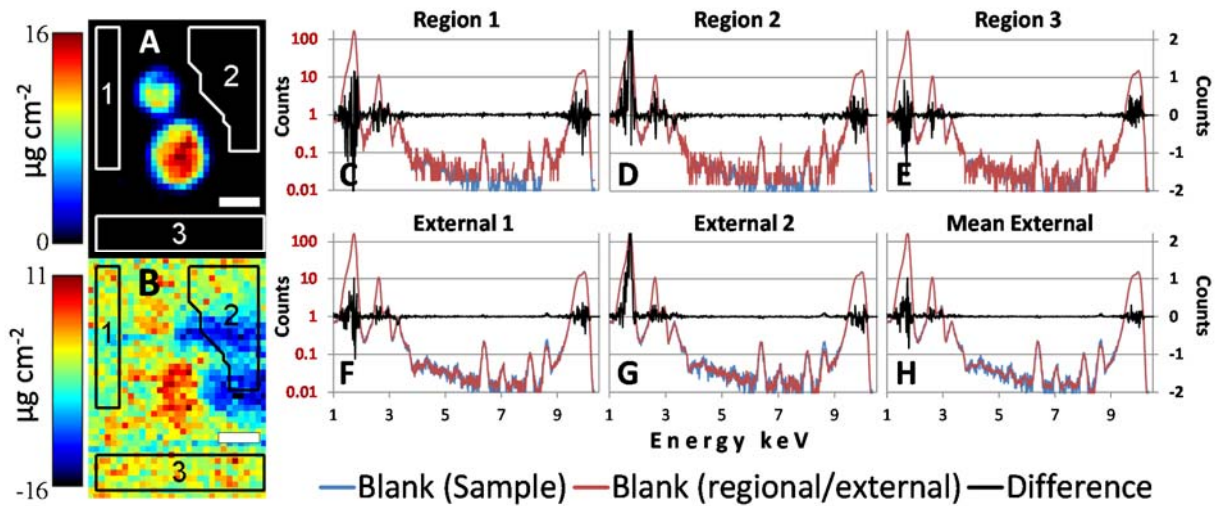 Region 1 Region 2 Region 3
16 A 1 2 3 0
µg cm-2
100 10 1 0.1 0.01
Counts
C D E
2 1 0 -1 -2
Counts
External 1 External 2 Mean External
11 B 1 2 3 -16
µg cm-2
100 10 1 0.1 0.01
Counts
F G H
2 1 0 -1 -2
Counts
1 3 5 7 9 1 3 5 7 9 1 3 5 7 9
Energy keV
Blank (Sample) Blank (regional/external) Difference